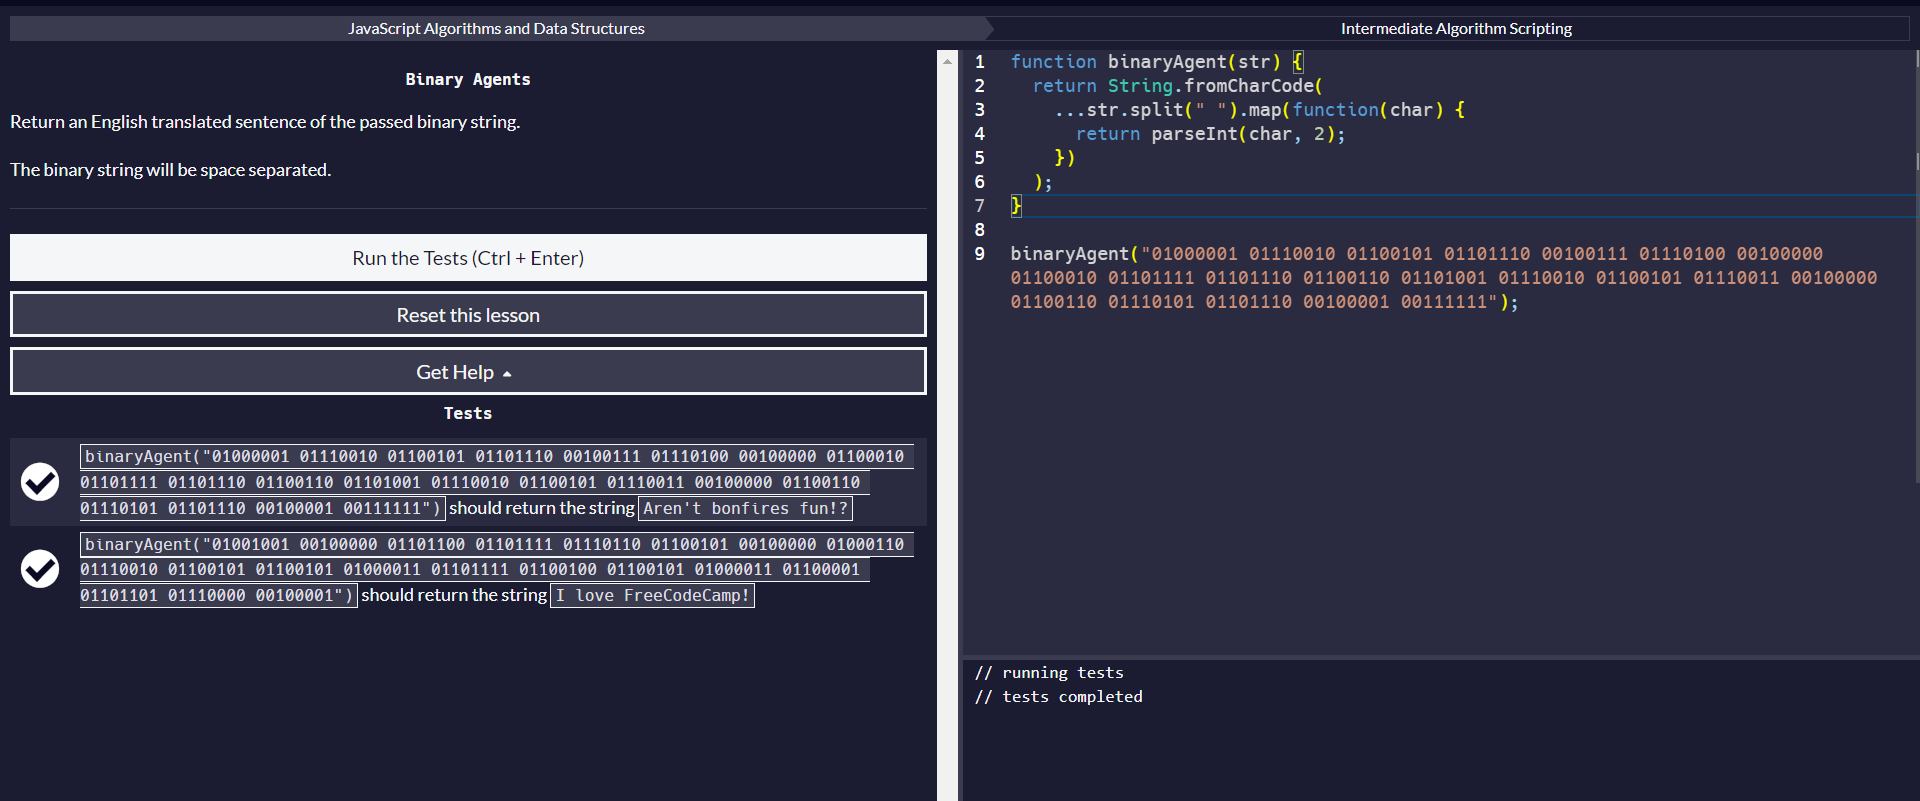 JavaScript Algorithms and Data Structures
Intermediate Algorithm Scripting
Binary Agents
Return an English translated sentence of the passed binary string.
The binary string will be space separated.
Run the Tests (Ctrl + Enter)
Reset this lesson
Get Help
Tests
binaryAgent("01000001 01110010 01100101 01101110 00100111 01110100 00100000 01100010
01101111 01101110 01100110 01101001 01110010 01100101 01110011 00100000 01100110
01110101 01101110 00100001 00111111") should return the string Aren't bonfires fun!?
binaryAgent("01001001 00100000 01101100 01101111 01110110 01100101 00100000 01000110
01110010 01100101 01100101 01000011 01101111 01100100 01100101 01000011 01100001
01101101 01110000 00100001") should return the string I love FreeCodeCamp!
1 function binaryAgent(str) {
2 return String.fromCharCode(
3 ...str.split(" ").map(function(char) {
4 return parseInt(char, 2);
5 })
6 );
7 }
8
9 binaryAgent("01000001 01110010 01100101 01101110 00100111 01110100 00100000
01100010 01101111 01101110 01100110 01101001 01110010 01100101 01110011 00100000
01100110 01110101 01101110 00100001 00111111");
// running tests
// tests completed